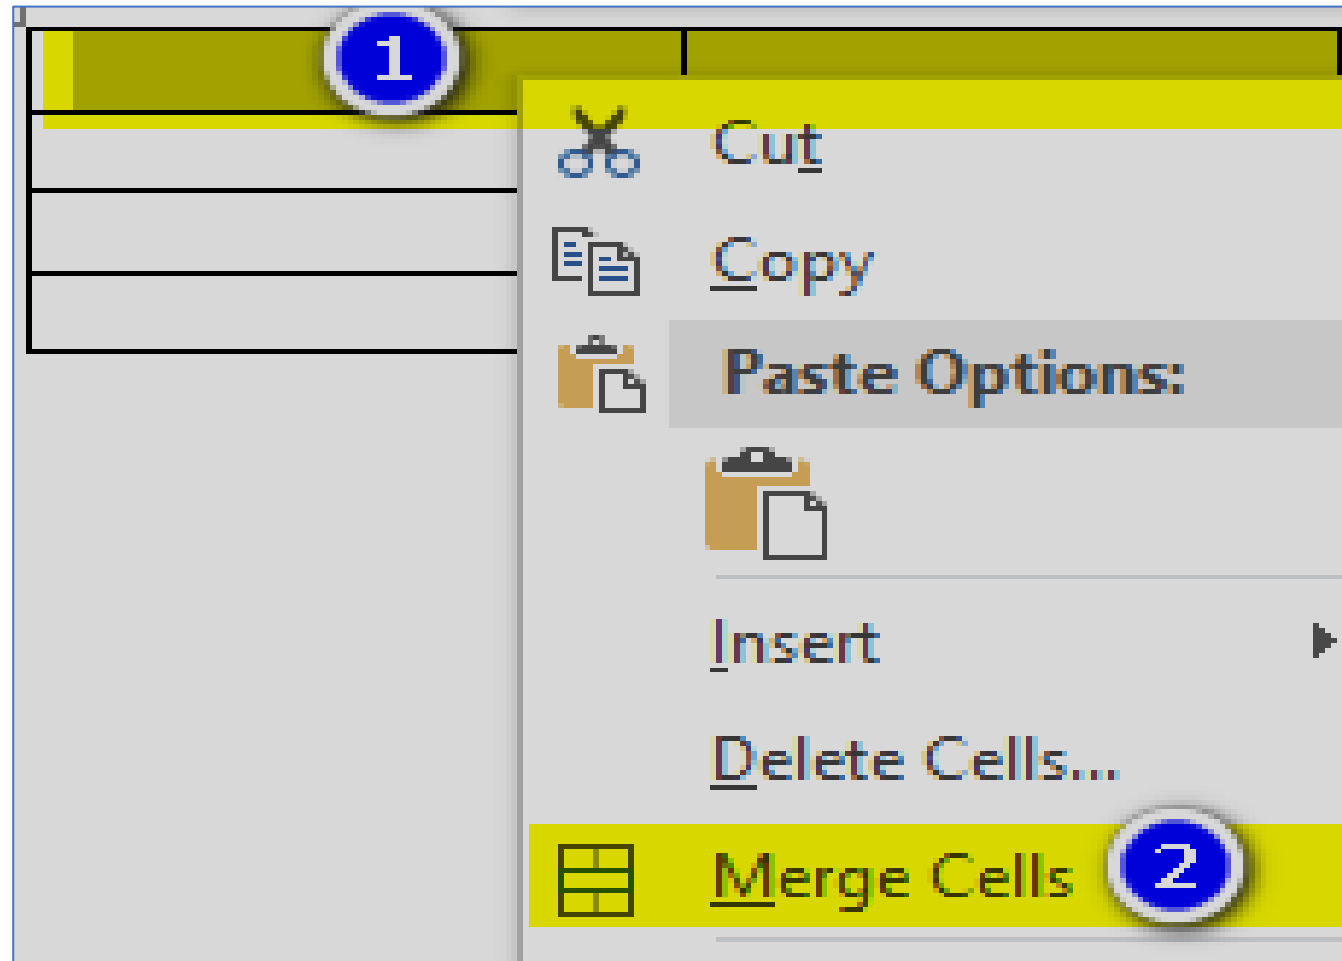 1
Cut
Copy
Paste Options:
Insert
Delete Cells...
Merge Cells 2